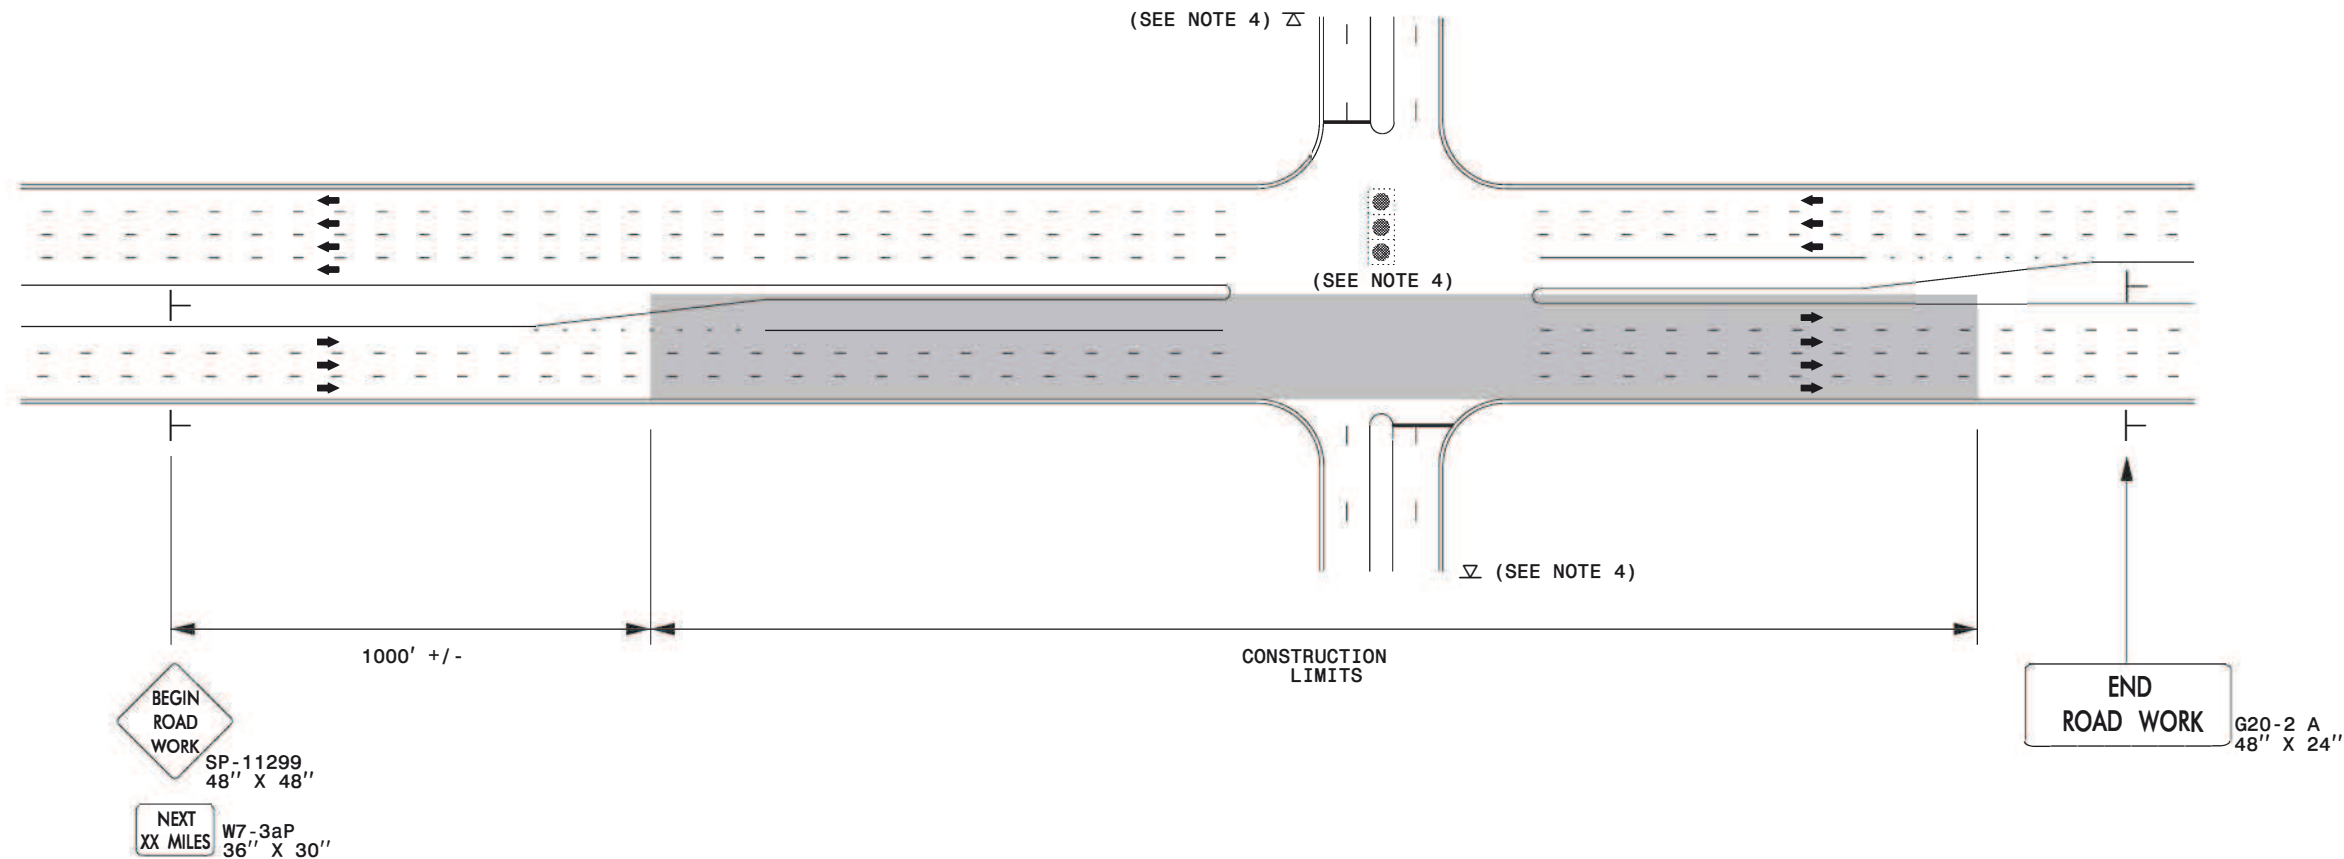 (SEE NOTE 4)
(SEE NOTE 4)
(SEE NOTE 4)
1000' +/-
CONSTRUCTION
LIMITS
BEGIN
ROAD
WORK
SP-11299
48'' X 48''
NEXT
XX MILES
W7-3aP
36'' X 30''
END
ROAD WORK
G20-2 A
48'' X 24''